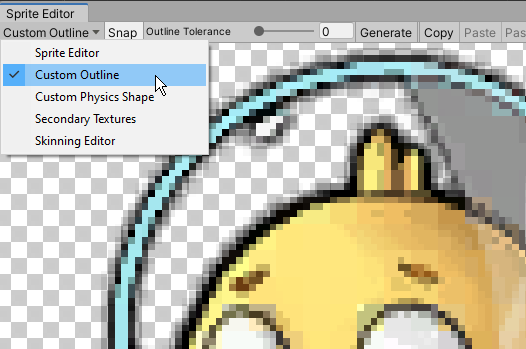 Sprite Editor
Custom Outline Snap Outline Tolerance 0 Generate Copy Paste Pas
Sprite Editor
Custom Outline
Custom Physics Shape
Secondary Textures
Skinning Editor